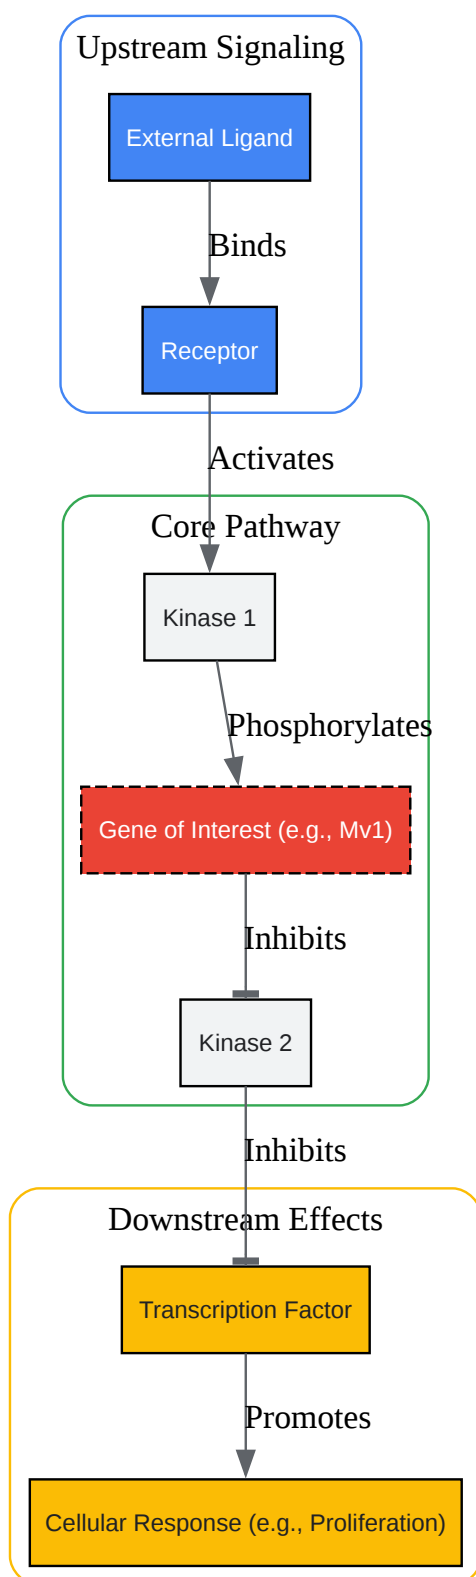 Upstream Signaling
External Ligand
Binds
Receptor
Activates
Core Pathway
Kinase 1
Phosphorylates
Gene of Interest (e.g., Mv1)
Inhibits
Kinase 2
Inhibits
Downstream Effects
Transcription Factor
Promotes
Cellular Response (e.g., Proliferation)